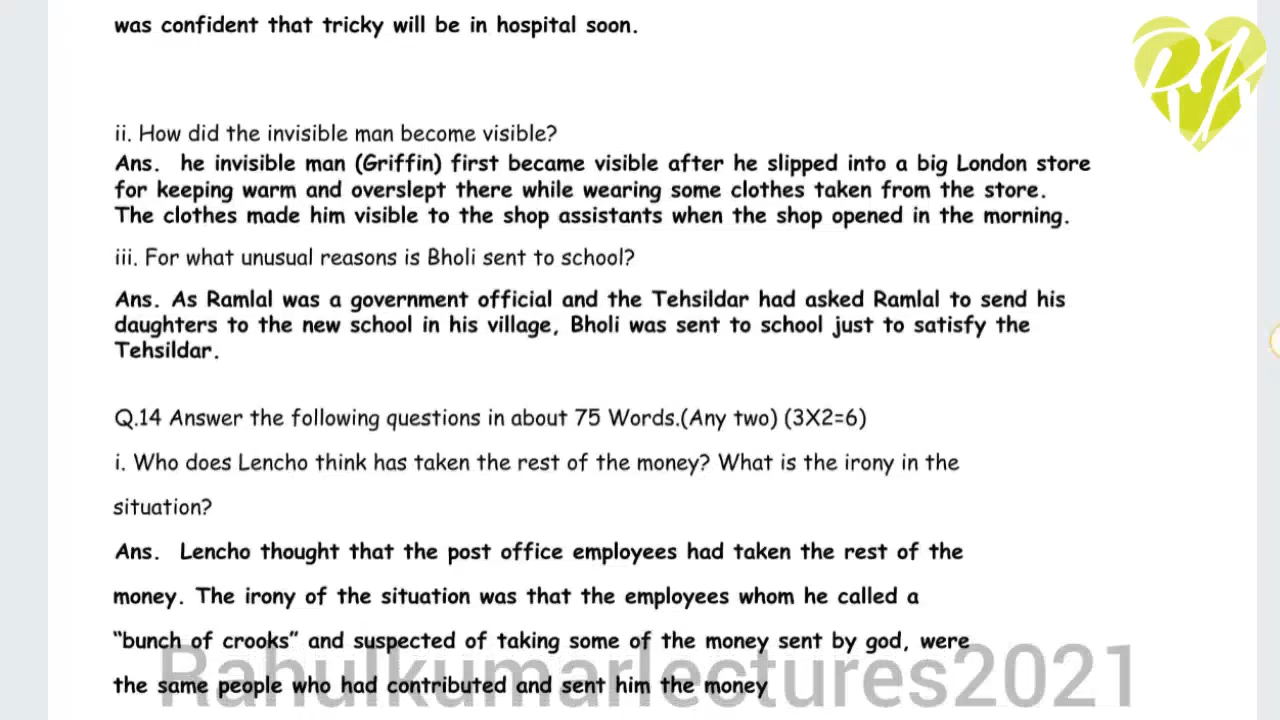 was confident that tricky will be in hospital soon.
RK
ii. How did the invisible man become visible?
Ans. he invisible man (Griffin) first became visible after he slipped into a big London store
for keeping warm and overslept there while wearing some clothes taken from the store.
The clothes made him visible to the shop assistants when the shop opened in the morning.
iii. For what unusual reasons is Bholi sent to school?
Ans. As Ramlal was a government official and the Tehsildar had asked Ramlal to send his
daughters to the new school in his village, Bholi was sent to school just to satisfy the
Tehsildar.
Q.14 Answer the following questions in about 75 Words.(Any two) (3X2=6)
i. Who does Lencho think has taken the rest of the money? What is the irony in the
situation?
Ans. Lencho thought that the post office employees had taken the rest of the
money. The irony of the situation was that the employees whom he called a
“bunch of crooks” and suspected of taking some of the money sent by god, were
the same people who had contributed and sent him the money
Rahulkumarlectures2021